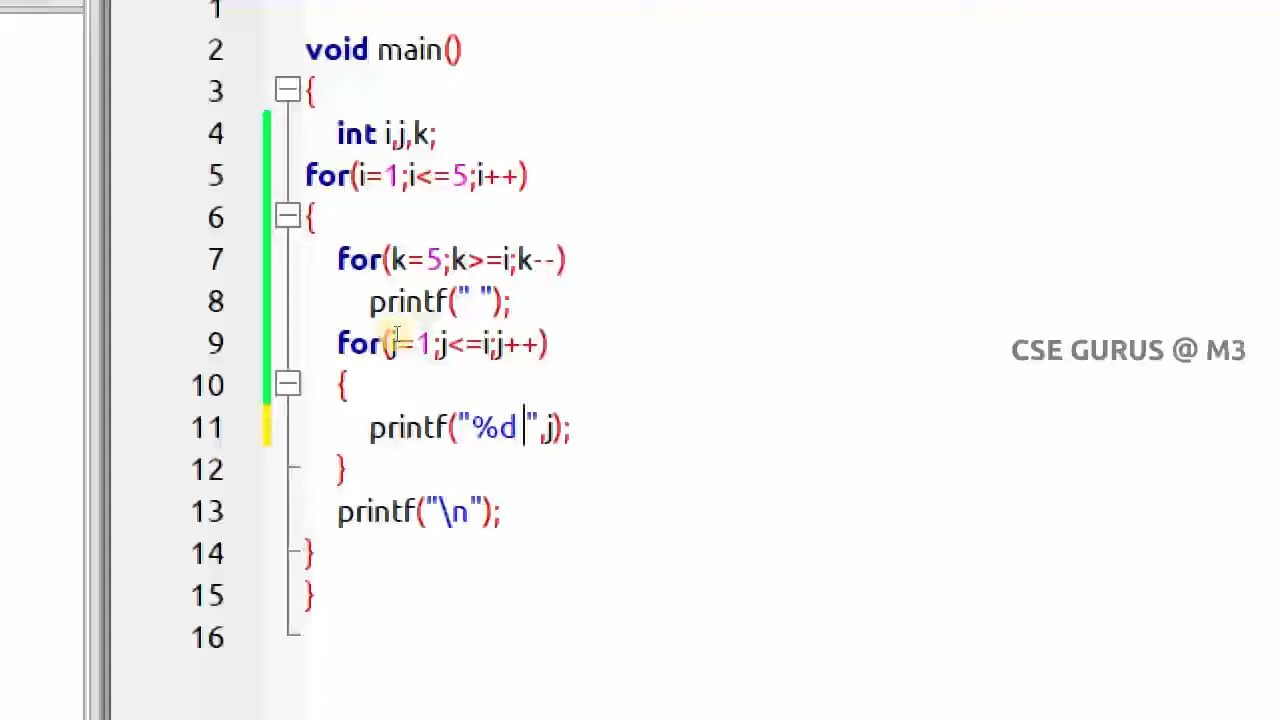 1
2 void main()
3 {
4 int i,j,k;
5 for(i=1;i<=5;i++)
6 {
7 for(k=5;k>=i;k--)
8 printf(" ");
9 for(j=1;j<=i;j++)
10 {
11 printf("%d ",j);
12 }
13 printf("\n");
14 }
15 }
16
CSE GURUS @ M3